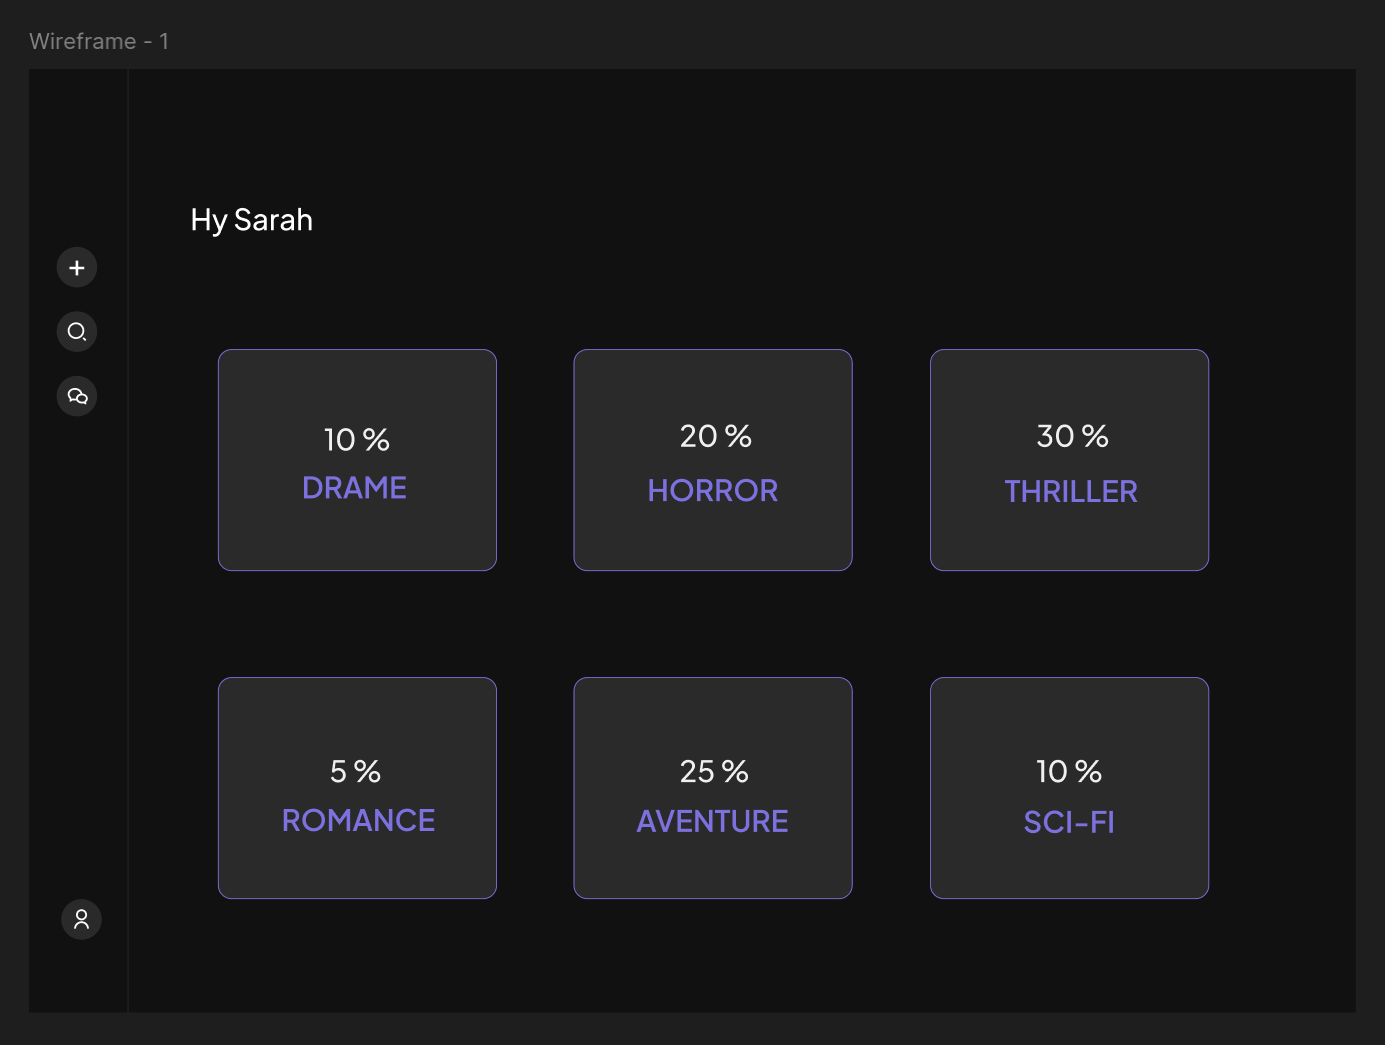 Wireframe - 1
Hy Sarah
10 %
DRAME
20 %
HORROR
30 %
THRILLER
5 %
ROMANCE
25 %
AVENTURE
10 %
SCI-FI